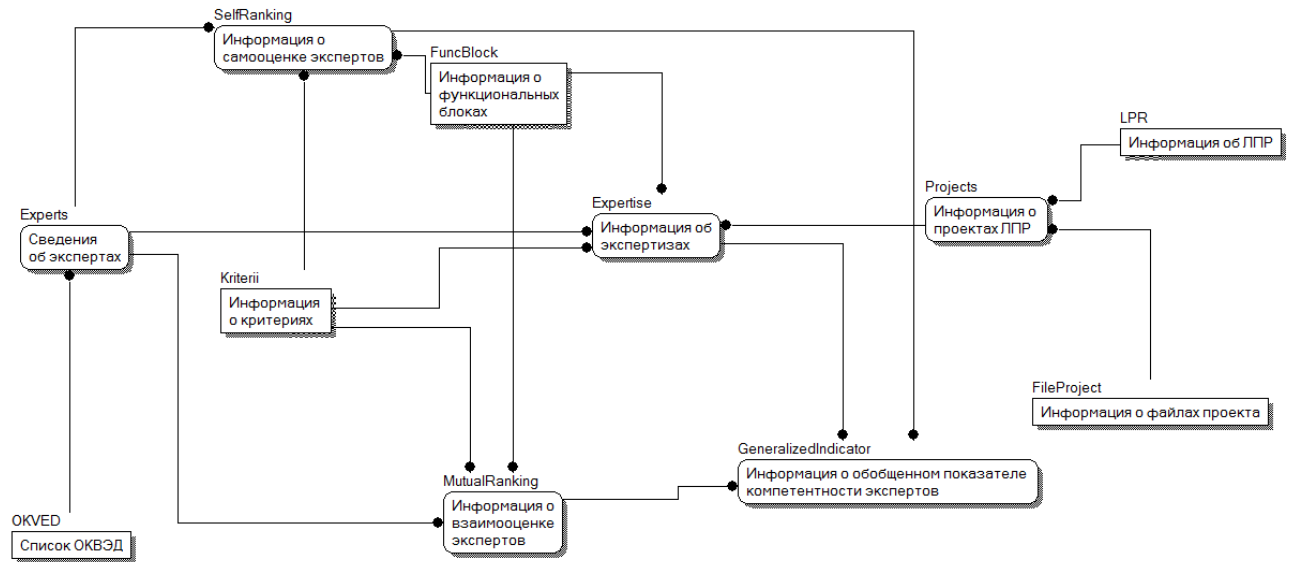 SelfRanking
Информация о
самооценке экспертов
FuncBlock
Информация о
функциональных
блоках
LPR
Информация об ЛПР
Projects
Информация о
проектах ЛПР
Expertise
Информация об
экспертизах
Experts
Сведения
об экспертах
Kriterii
Информация
о критериях
FileProject
Информация о файлах проекта
GeneralizedIndicator
Информация о обобщенном показателе
компетентности экспертов
MutualRanking
Информация о
взаимооценке
экспертов
OKVED
Список ОКВЭД